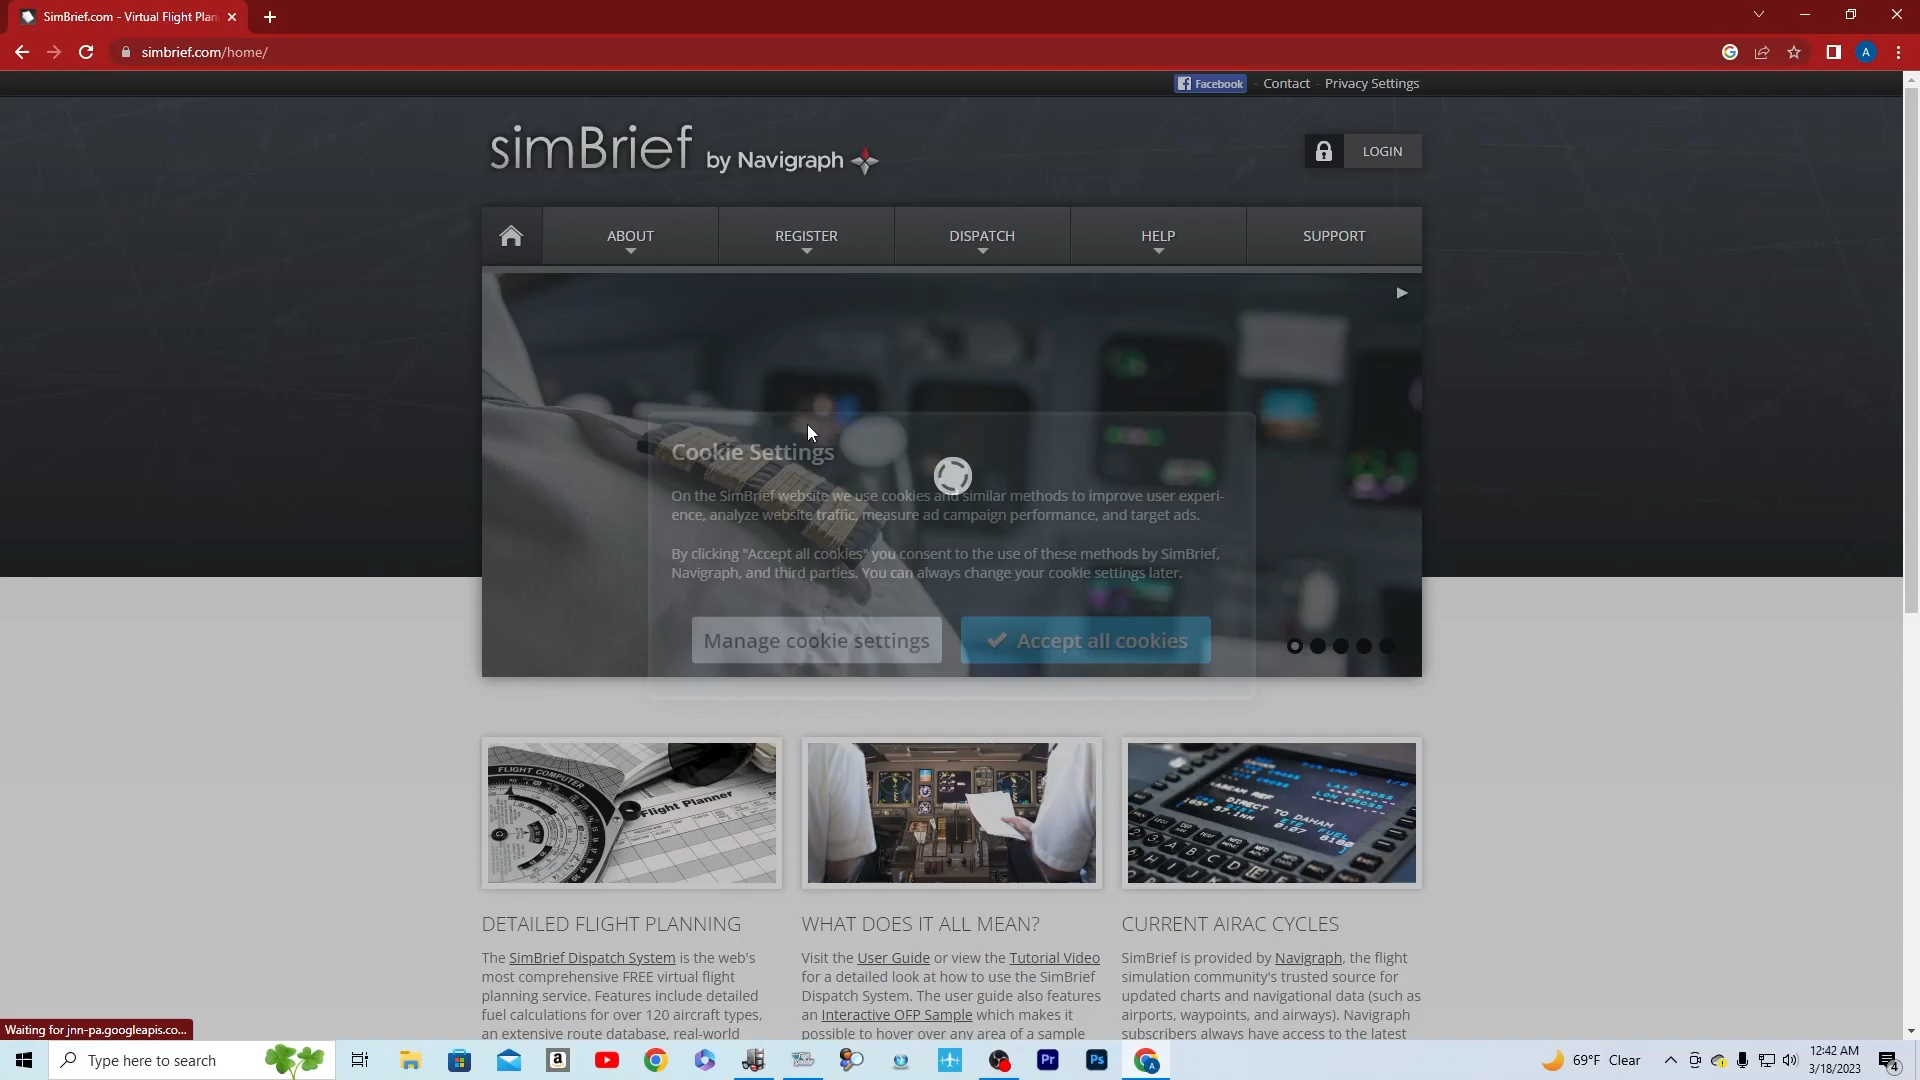 SimBrief.com - Virtual Flight Plan
simbrief.com/home/
A
Facebook - Contact - Privacy Settings
simBrief by Navigraph
LOGIN
ABOUT
REGISTER
DISPATCH
HELP
SUPPORT
Cookie Settings
On the SimBrief website we use cookies and similar methods to improve user experi-
ence, analyze website traffic, measure ad campaign performance, and target ads.
By clicking "Accept all cookies" you consent to the use of these methods by SimBrief,
Navigraph, and third parties. You can always change your cookie settings later.
Manage cookie settings
Accept all cookies
FLIGHT COMPUTER
Flight Planner
DIRECT TO DAHAM
DETAILED FLIGHT PLANNING
The SimBrief Dispatch System is the web's
most comprehensive FREE virtual flight
planning service. Features include detailed
fuel calculations for over 120 aircraft types,
an extensive route database, real-world
WHAT DOES IT ALL MEAN?
Visit the User Guide or view the Tutorial Video
for a detailed look at how to use the SimBrief
Dispatch System. The user guide also features
an Interactive OFP Sample which makes it
possible to hover over any area of a sample
CURRENT AIRAC CYCLES
SimBrief is provided by Navigraph, the flight
simulation community's trusted source for
updated charts and navigational data (such as
airports, waypoints, and airways). Navigraph
subscribers always have access to the latest
Waiting for jnn-pa.googleapis.co...
Type here to search
a
Pr
Ps
A
69°F Clear
12:42 AM
3/18/2023
4